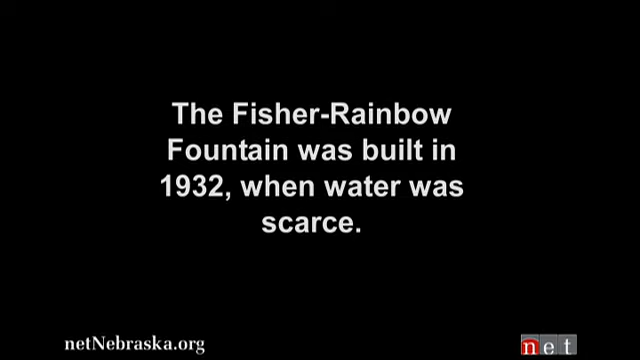 The Fisher-Rainbow
Fountain was built in
1932, when water was
scarce.
netNebraska.org
net